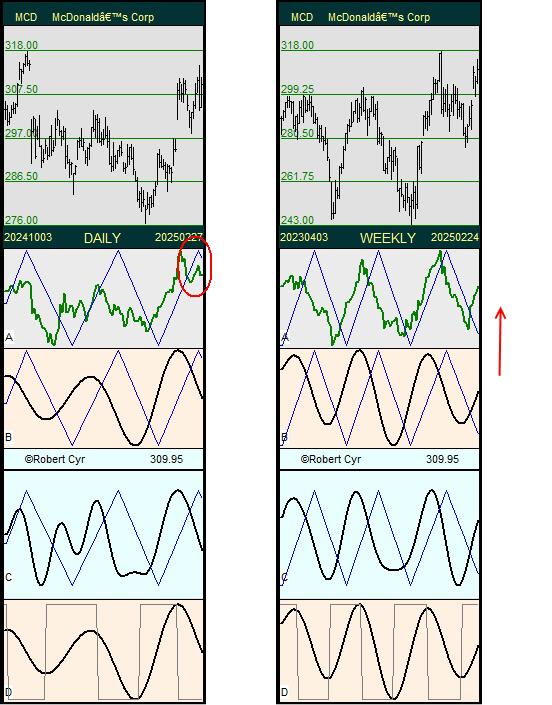 MCD McDonaldâ€™s Corp
318.00
307.50
297.00
286.50
276.00
20241003 DAILY 20250227
A
B
©Robert Cyr 309.95
C
D
MCD McDonaldâ€™s Corp
318.00
299.25
280.50
261.75
243.00
20230403 WEEKLY 20250224
A
B
©Robert Cyr 309.95
C
D